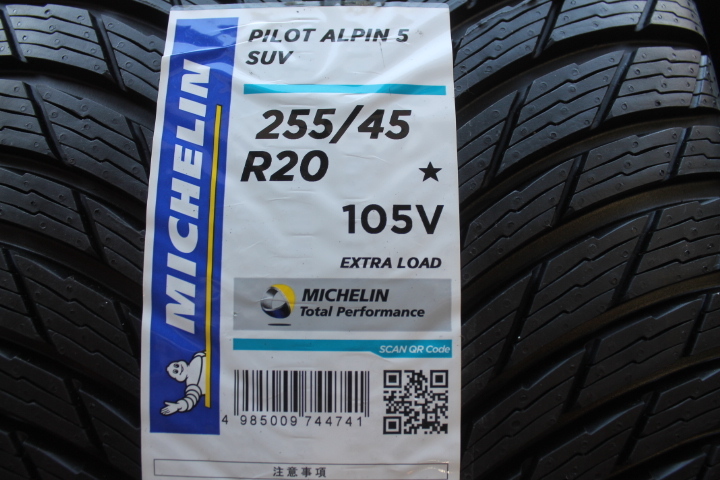 MICHELIN
PILOT ALPIN 5
SUV
255/45
R20 ★
105V
EXTRA LOAD
MICHELIN
Total Performance
SCAN QR Code
4 985009 744741
注意事項